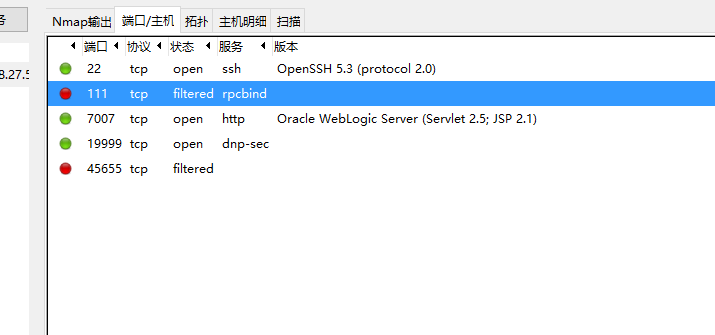 务
Nmap输出 端口/主机 拓扑 主机明细 扫描
端口 协议 状态 服务 版本
22 tcp open ssh OpenSSH 5.3 (protocol 2.0)
8.27.5
111 tcp filtered rpcbind
7007 tcp open http Oracle WebLogic Server (Servlet 2.5; JSP 2.1)
19999 tcp open dnp-sec
45655 tcp filtered